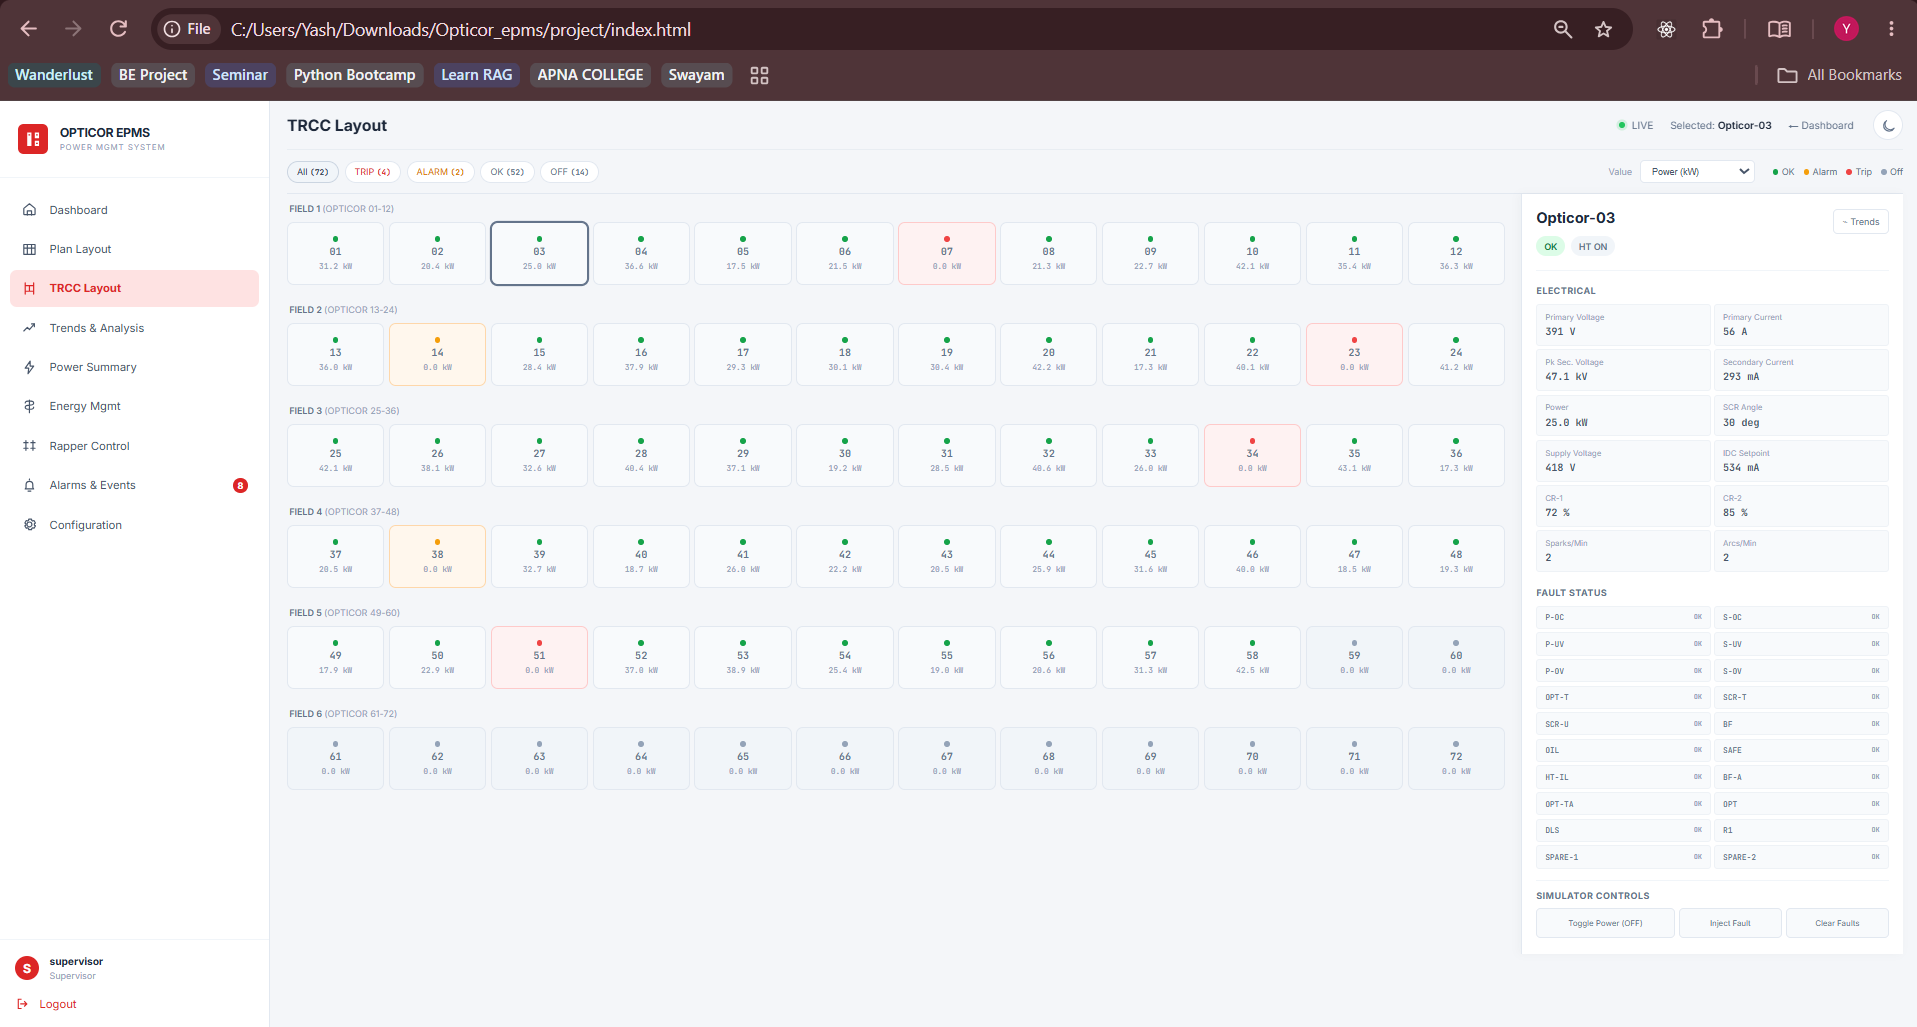 File C:/Users/Yash/Downloads/Opticor_epms/project/index.html Y
Wanderlust BE Project Seminar Python Bootcamp Learn RAG APNA COLLEGE Swayam All Bookmarks
OPTICOR EPMS
POWER MGMT SYSTEM
Dashboard
Plan Layout
TRCC Layout
Trends & Analysis
Power Summary
Energy Mgmt
Rapper Control
Alarms & Events 8
Configuration
S supervisor
Supervisor
Logout
TRCC Layout LIVE Selected: Opticor-03 ← Dashboard
All (72) TRIP (4) ALARM (2) OK (52) OFF (14) Value Power (kW) OK Alarm Trip Off
FIELD 1 (OPTICOR 01-12)
01 02 03 04 05 06 07 08 09 10 11 12
31.2 kW 20.4 kW 25.0 kW 36.6 kW 17.5 kW 21.5 kW 0.0 kW 21.3 kW 22.7 kW 42.1 kW 35.4 kW 36.3 kW
FIELD 2 (OPTICOR 13-24)
13 14 15 16 17 18 19 20 21 22 23 24
36.0 kW 0.0 kW 28.4 kW 37.9 kW 29.3 kW 30.1 kW 30.4 kW 42.2 kW 17.3 kW 40.1 kW 0.0 kW 41.2 kW
FIELD 3 (OPTICOR 25-36)
25 26 27 28 29 30 31 32 33 34 35 36
42.1 kW 38.1 kW 32.6 kW 40.4 kW 37.1 kW 19.2 kW 28.5 kW 40.6 kW 26.0 kW 0.0 kW 43.1 kW 17.3 kW
FIELD 4 (OPTICOR 37-48)
37 38 39 40 41 42 43 44 45 46 47 48
20.5 kW 0.0 kW 32.7 kW 18.7 kW 26.0 kW 22.2 kW 20.5 kW 25.9 kW 31.6 kW 40.0 kW 18.5 kW 19.3 kW
FIELD 5 (OPTICOR 49-60)
49 50 51 52 53 54 55 56 57 58 59 60
17.9 kW 22.9 kW 0.0 kW 37.0 kW 38.9 kW 25.4 kW 19.0 kW 20.6 kW 31.3 kW 42.5 kW 0.0 kW 0.0 kW
FIELD 6 (OPTICOR 61-72)
61 62 63 64 65 66 67 68 69 70 71 72
0.0 kW 0.0 kW 0.0 kW 0.0 kW 0.0 kW 0.0 kW 0.0 kW 0.0 kW 0.0 kW 0.0 kW 0.0 kW 0.0 kW
Opticor-03 ~ Trends
OK HT ON
ELECTRICAL
Primary Voltage Primary Current
391 V 56 A
Pk Sec. Voltage Secondary Current
47.1 kV 293 mA
Power SCR Angle
25.0 kW 30 deg
Supply Voltage IDC Setpoint
418 V 534 mA
CR-1 CR-2
72 % 85 %
Sparks/Min Arcs/Min
2 2
FAULT STATUS
P-OC OK S-OC OK
P-UV OK S-UV OK
P-OV OK S-OV OK
OPT-T OK SCR-T OK
SCR-U OK BF OK
OIL OK SAFE OK
HT-IL OK BF-A OK
OPT-TA OK OPT OK
DLS OK R1 OK
SPARE-1 OK SPARE-2 OK
SIMULATOR CONTROLS
Toggle Power (OFF) Inject Fault Clear Faults